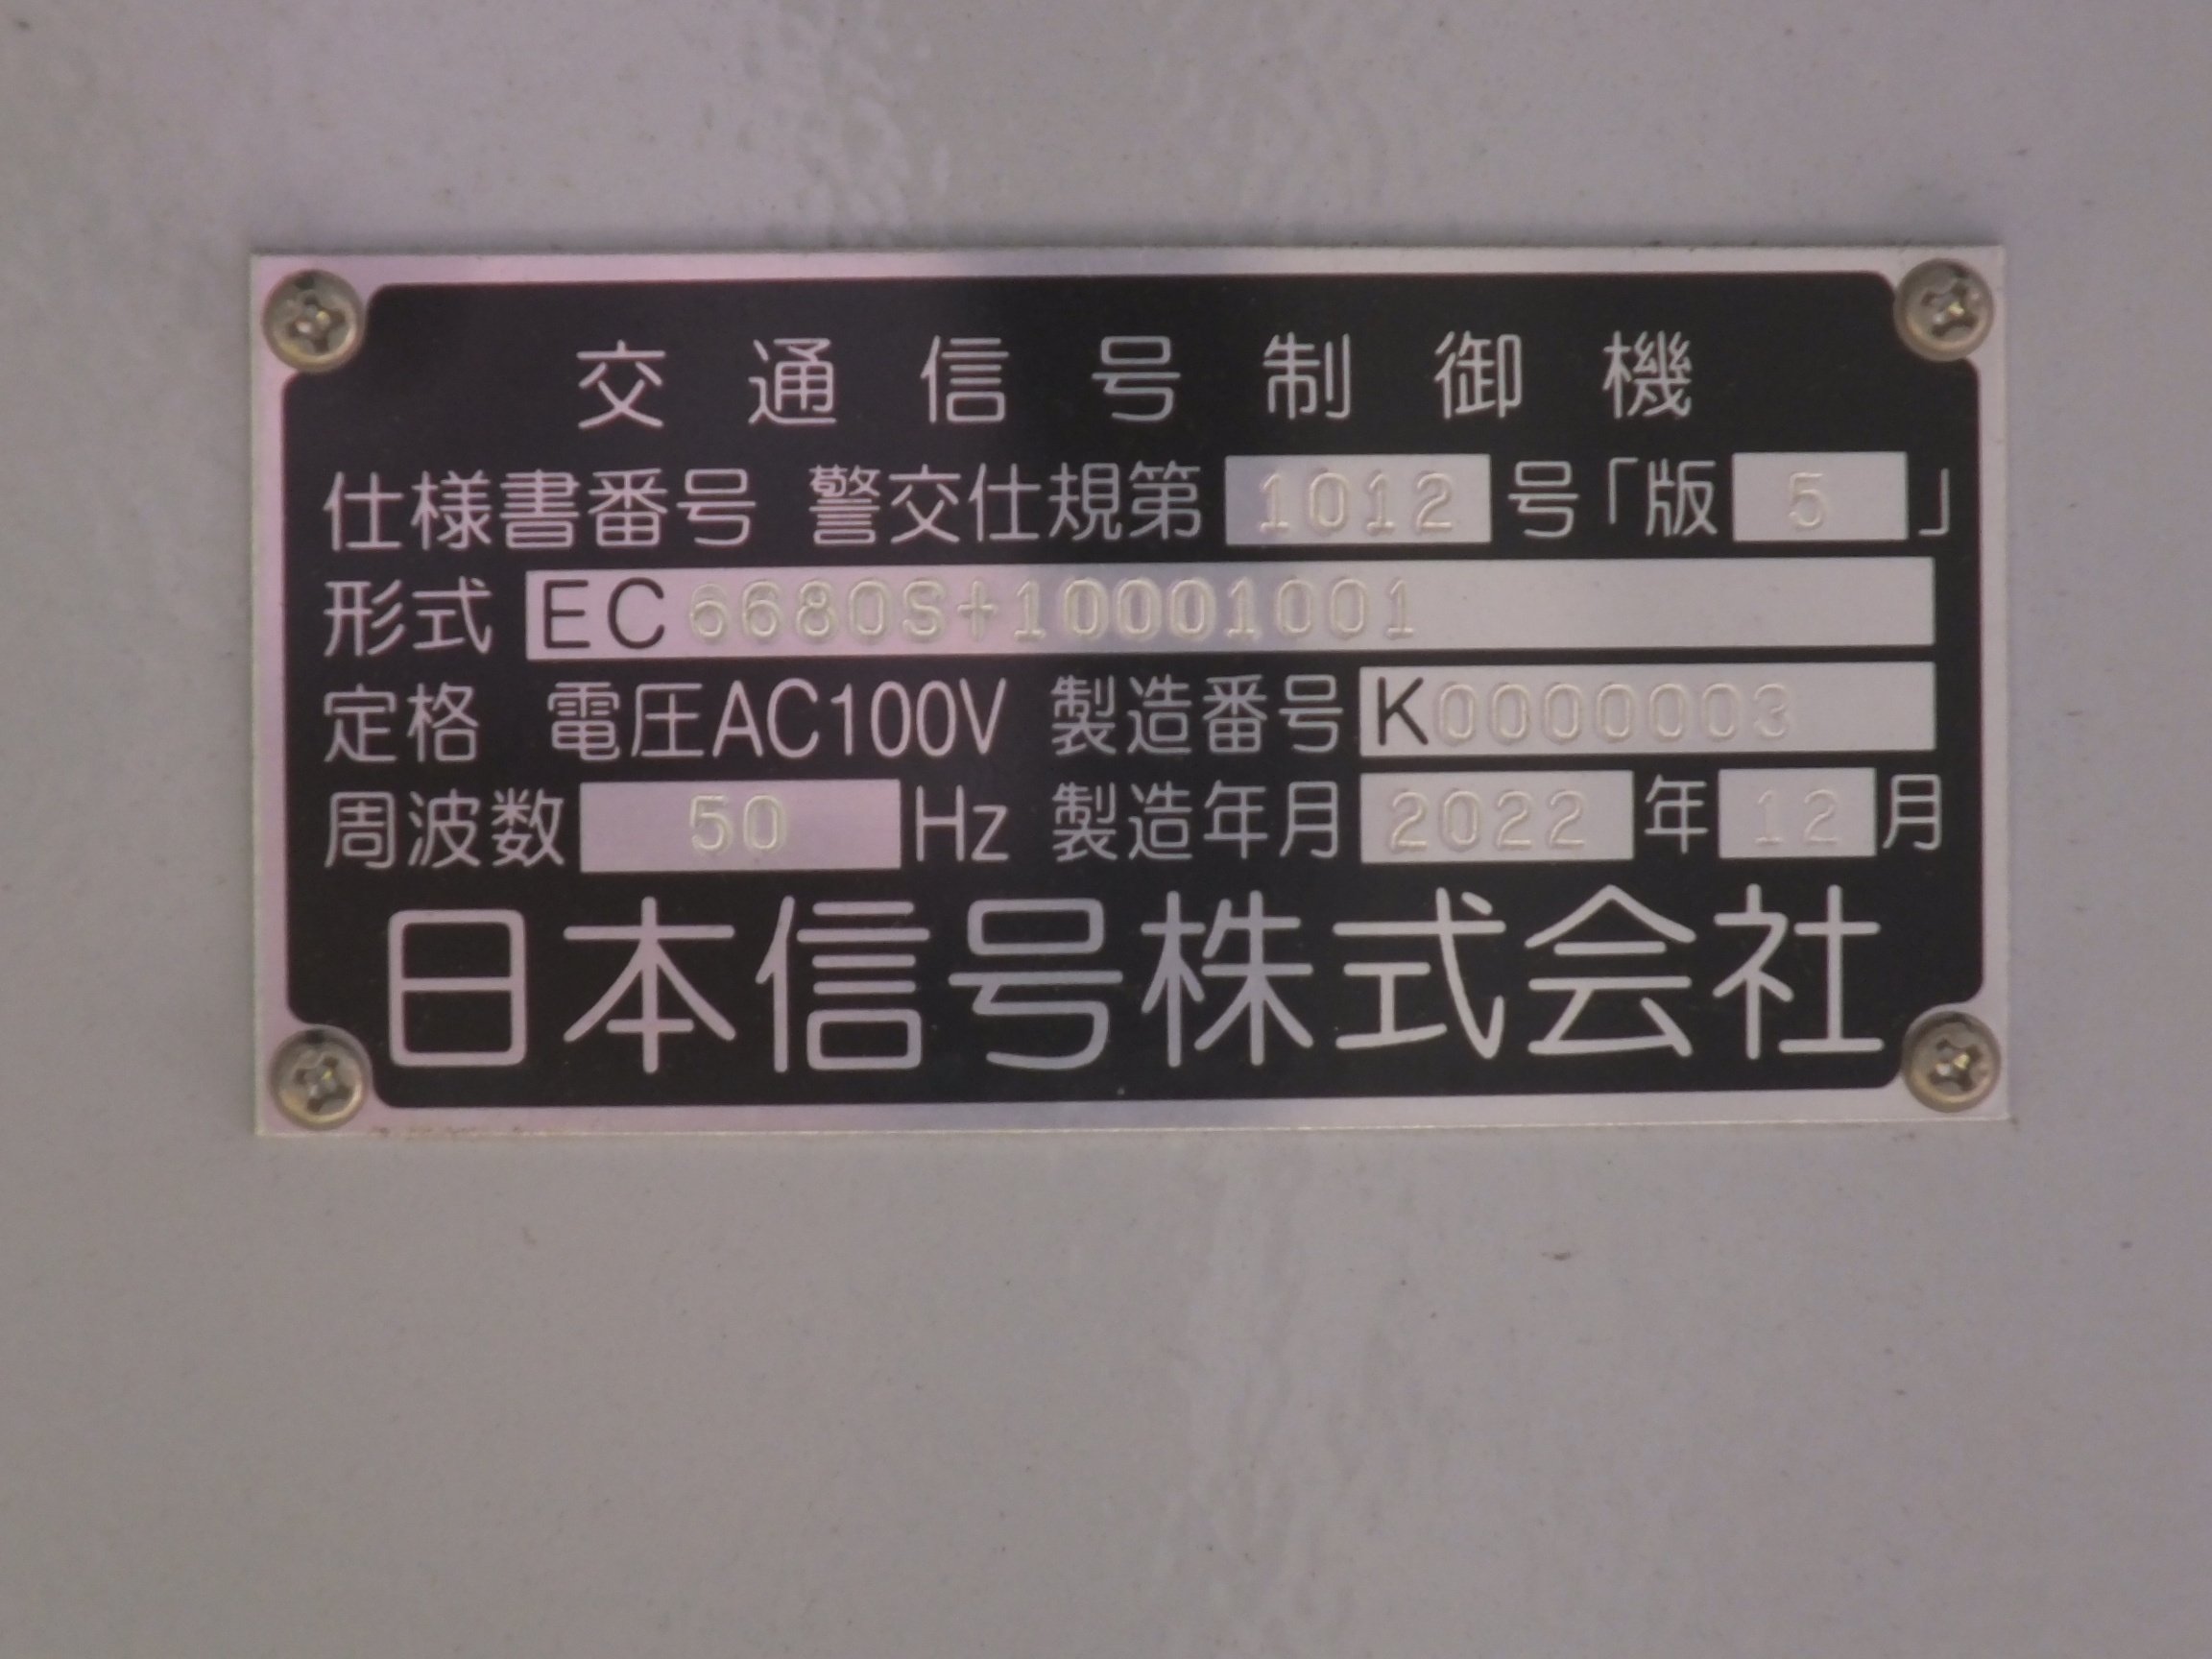 交通信号制御機
仕様書番号 警交仕規第 1012 号「版 5 」
形式 EC 6680S+10001001
定格 電圧AC100V 製造番号 K0000003
周波数 50 Hz 製造年月 2022 年 12 月
日本信号株式会社